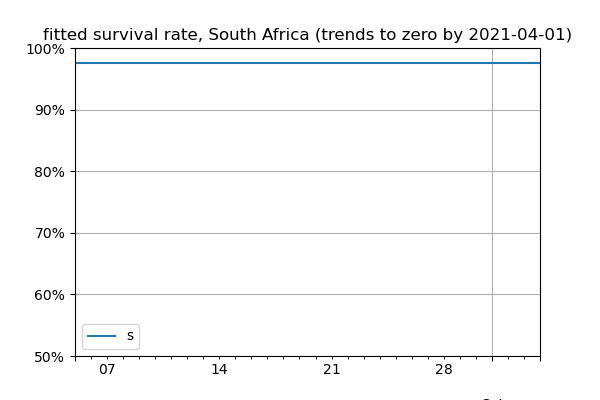 fitted survival rate, South Africa (trends to zero by 2021-04-01)
100%
90%
80%
70%
60%
50%
s
07 14 21 28